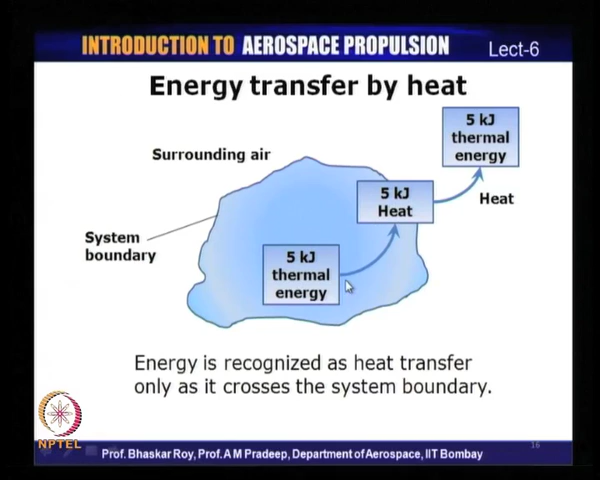 INTRODUCTION TO AEROSPACE PROPULSION
Lect-6
Energy transfer by heat
5 kJ
thermal
energy
Surrounding air
5 kJ
Heat
Heat
System
boundary
5 kJ
thermal
energy
Energy is recognized as heat transfer
only as it crosses the system boundary.
NPTEL
16
Prof. Bhaskar Roy, Prof. A M Pradeep, Department of Aerospace, IIT Bombay